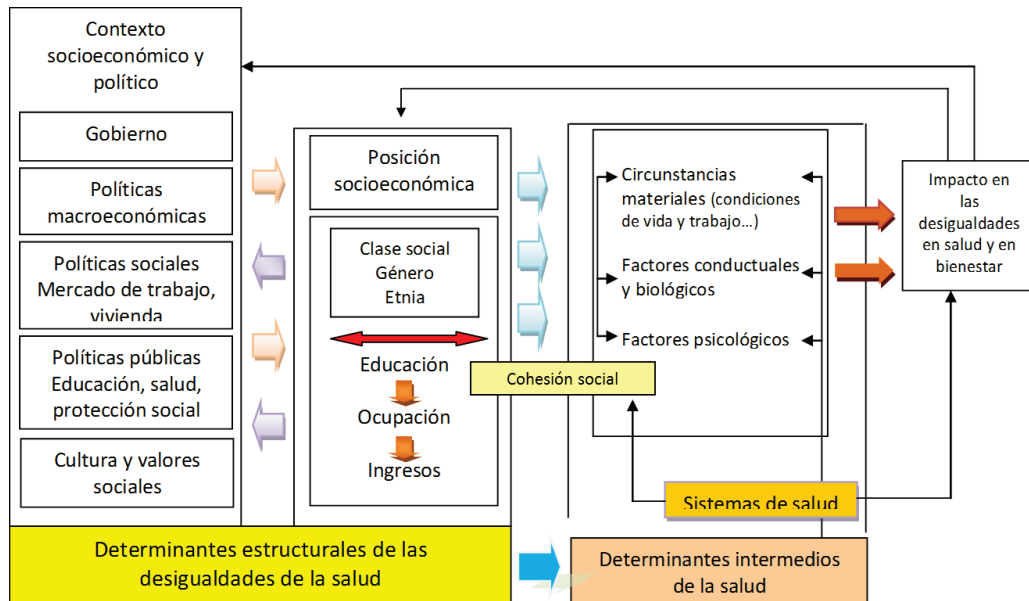 Contexto
socioeconómico y
político
Gobierno
Políticas
macroeconómicas
Políticas sociales
Mercado de trabajo,
vivienda
Políticas públicas
Educación, salud,
protección social
Cultura y valores
sociales
Posición
socioeconómica
Clase social
Género
Etnia
Educación
Ocupación
Ingresos
Cohesión social
Circunstancias
materiales (condiciones
de vida y trabajo...)
Factores conductuales
y biológicos
Factores psicológicos
Sistemas de salud
Impacto en
las
desigualdades
en salud y en
bienestar
Determinantes estructurales de las
desigualdades de la salud
Determinantes intermedios
de la salud